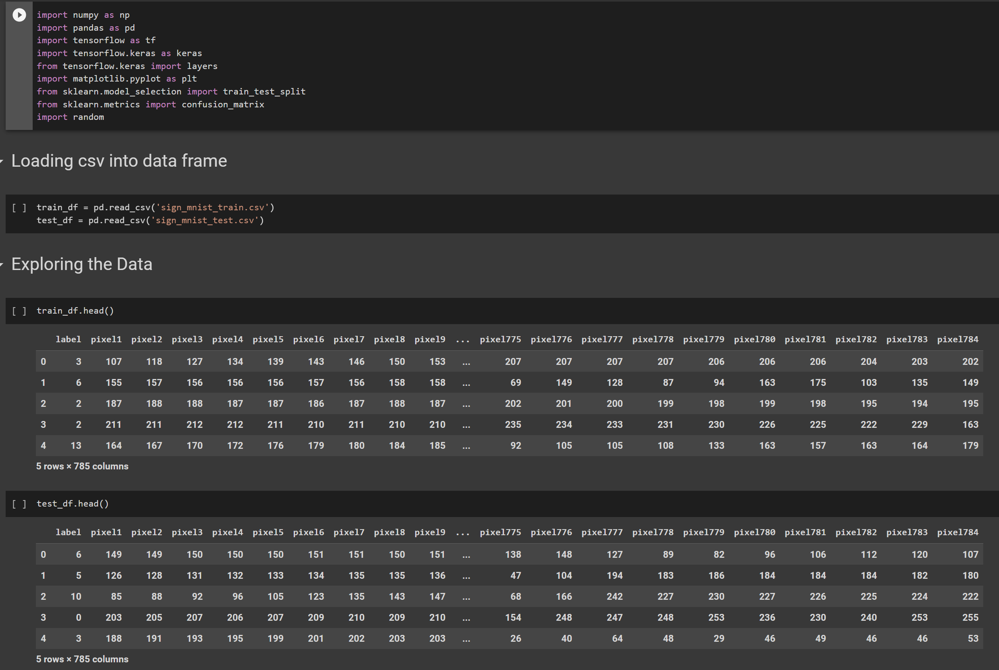 import numpy as np
import pandas as pd
import tensorflow as tf
import tensorflow.keras as keras
from tensorflow.keras import layers
import matplotlib.pyplot as plt
from sklearn.model_selection import train_test_split
from sklearn.metrics import confusion_matrix
import random
Loading csv into data frame
[ ] train_df = pd.read_csv('sign_mnist_train.csv')
test_df = pd.read_csv('sign_mnist_test.csv')
Exploring the Data
[ ] train_df.head()
label pixel1 pixel2 pixel3 pixel4 pixel5 pixel6 pixel7 pixel8 pixel9 ... pixel775 pixel776 pixel777 pixel778 pixel779 pixel780 pixel781 pixel782 pixel783 pixel784
0 3 107 118 127 134 139 143 146 150 153 ... 207 207 207 207 206 206 206 204 203 202
1 6 155 157 156 156 156 157 156 158 158 ... 69 149 128 87 94 163 175 103 135 149
2 2 187 188 188 187 187 186 187 188 187 ... 202 201 200 199 198 199 198 195 194 195
3 2 211 211 212 212 211 210 211 210 210 ... 235 234 233 231 230 226 225 222 229 163
4 13 164 167 170 172 176 179 180 184 185 ... 92 105 105 108 133 163 157 163 164 179
5 rows × 785 columns
[ ] test_df.head()
label pixel1 pixel2 pixel3 pixel4 pixel5 pixel6 pixel7 pixel8 pixel9 ... pixel775 pixel776 pixel777 pixel778 pixel779 pixel780 pixel781 pixel782 pixel783 pixel784
0 6 149 149 150 150 150 151 151 150 151 ... 138 148 127 89 82 96 106 112 120 107
1 5 126 128 131 132 133 134 135 135 136 ... 47 104 194 183 186 184 184 184 182 180
2 10 85 88 92 96 105 123 135 143 147 ... 68 166 242 227 230 227 226 225 224 222
3 0 203 205 207 206 207 209 210 209 210 ... 154 248 247 248 253 236 230 240 253 255
4 3 188 191 193 195 199 201 202 203 203 ... 26 40 64 48 29 46 49 46 46 53
5 rows × 785 columns